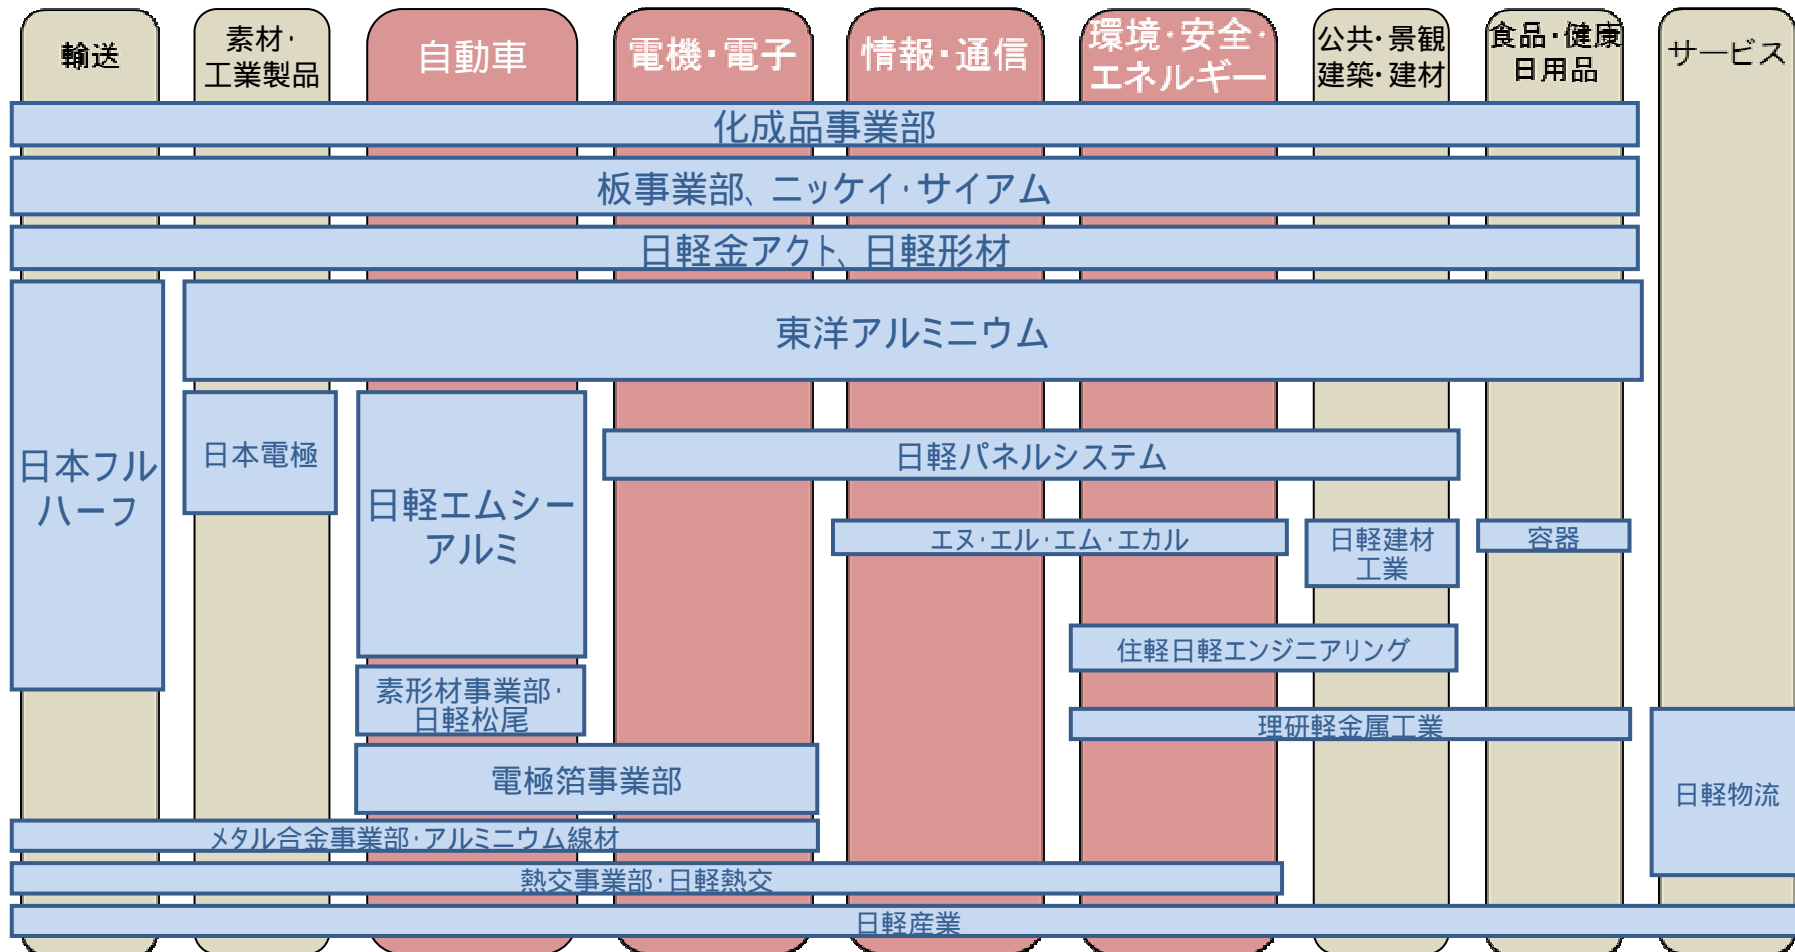 輸送
素材・
工業製品
自動車
電機・電子
情報・通信
環境・安全・
エネルギー
公共・景観
建築・建材
食品・健康
日用品
サービス
化成品事業部
板事業部、ニッケイ・サイアム
日軽金アクト、日軽形材
東洋アルミニウム
日本フル
ハーフ
日本電極
日軽エムシー
アルミ
日軽パネルシステム
エヌ・エル・エム・エカル
日軽建材
工業
容器
住軽日軽エンジニアリング
素形材事業部・
日軽松尾
理研軽金属工業
電極箔事業部
日軽物流
メタル合金事業部・アルミニウム線材
熱交事業部・日軽熱交
日軽産業